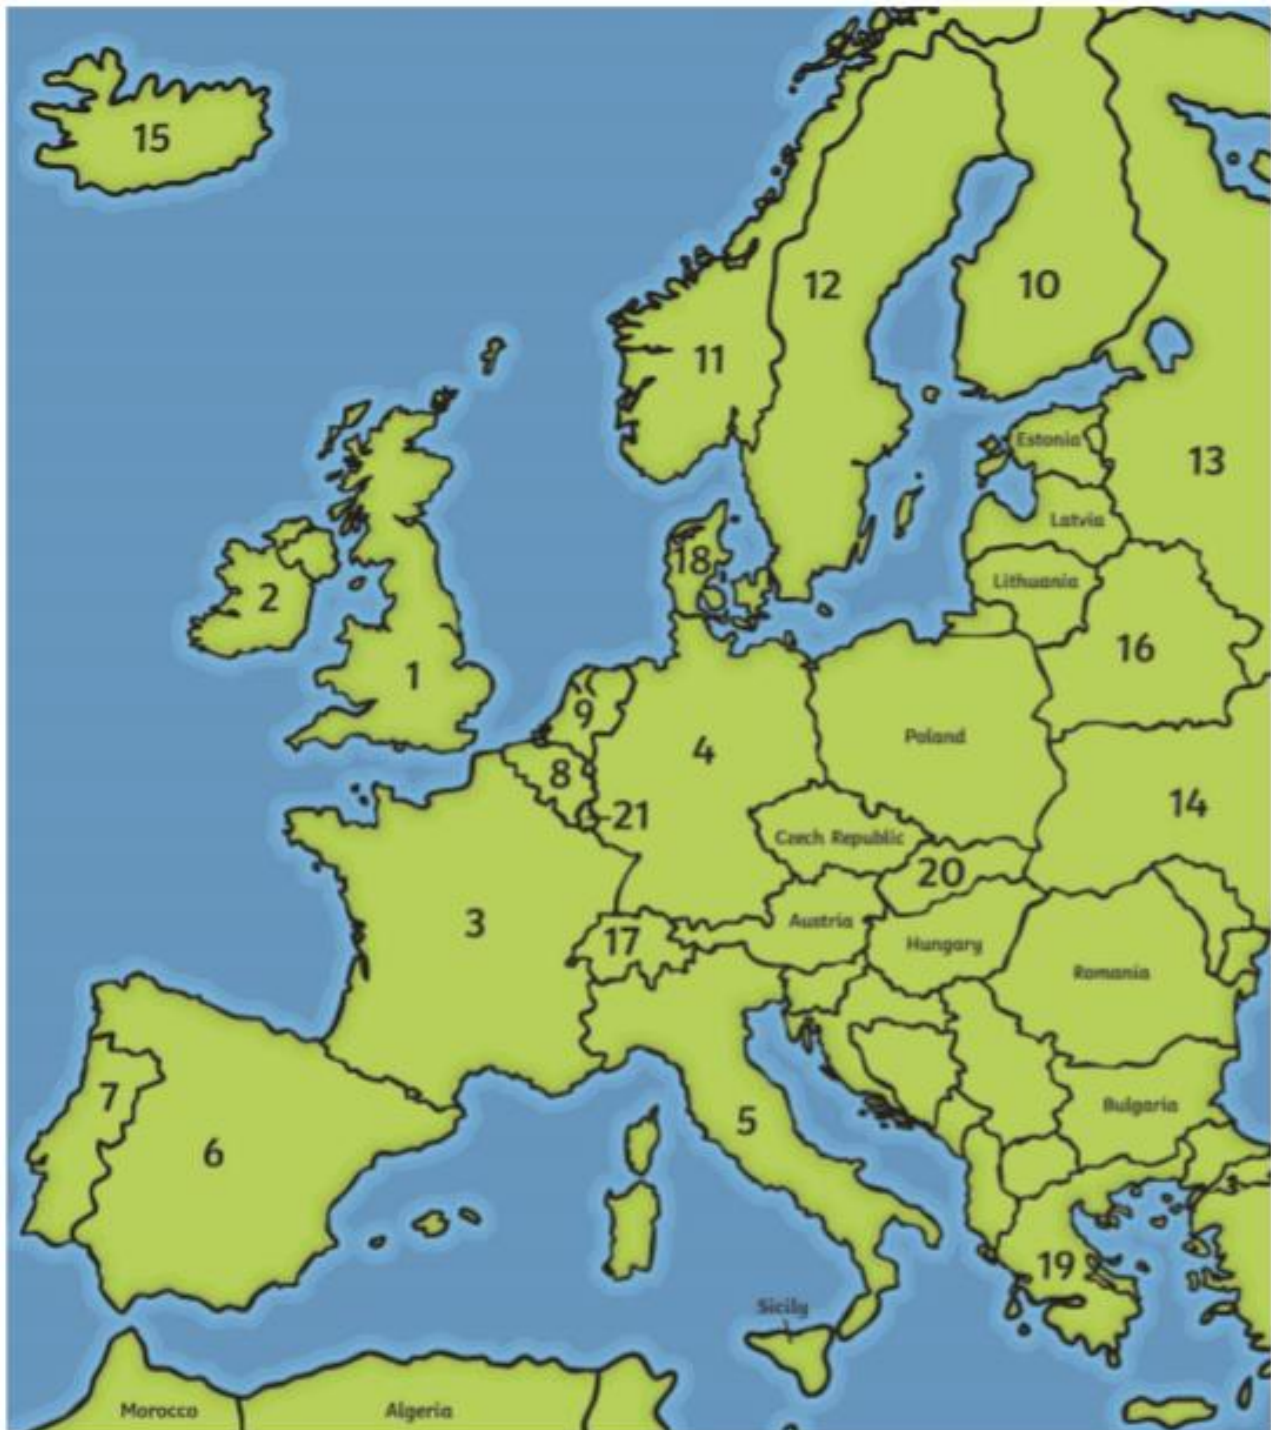 15
12
10
11
Estonia
13
Latvia
18
Lithuania
2
16
1
9
Poland
4
8
14
21
Czech Republic
20
3
Austria
17
Hungary
Romania
7
Bulgaria
5
6
19
Sicily
Morocco
Algeria